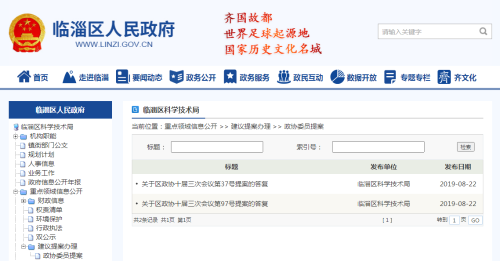 临淄区人民政府
WWW.LINZI.GOV.CN
齐国故都
世界足球起源地
国家历史文化名城
请输入关键字
首页 走进临淄 要闻动态 政务公开 政务服务 政民互动 数据开放 专题专栏 齐文化
临淄区人民政府
临淄区科学技术局
机构职能
镇街部门公文
规划计划
人事信息
业务工作
政府信息公开年报
重点领域信息公开
财政信息
权责清单
环境保护
行政执法
双公示
建议提案办理
政协委员提案
临淄区科学技术局
当前位置：重点领域信息公开 >> 建议提案办理 >> 政协委员提案
标题： 索引号： 检索
标题 发布单位 发布日期
• 关于区政协十届三次会议第37号提案的答复 临淄区科学技术局 2019-08-22
• 关于区政协十届三次会议第97号提案的答复 临淄区科学技术局 2019-08-22
共2条记录 共1页 第1页 [ 1 ] 转到 1 页 GO